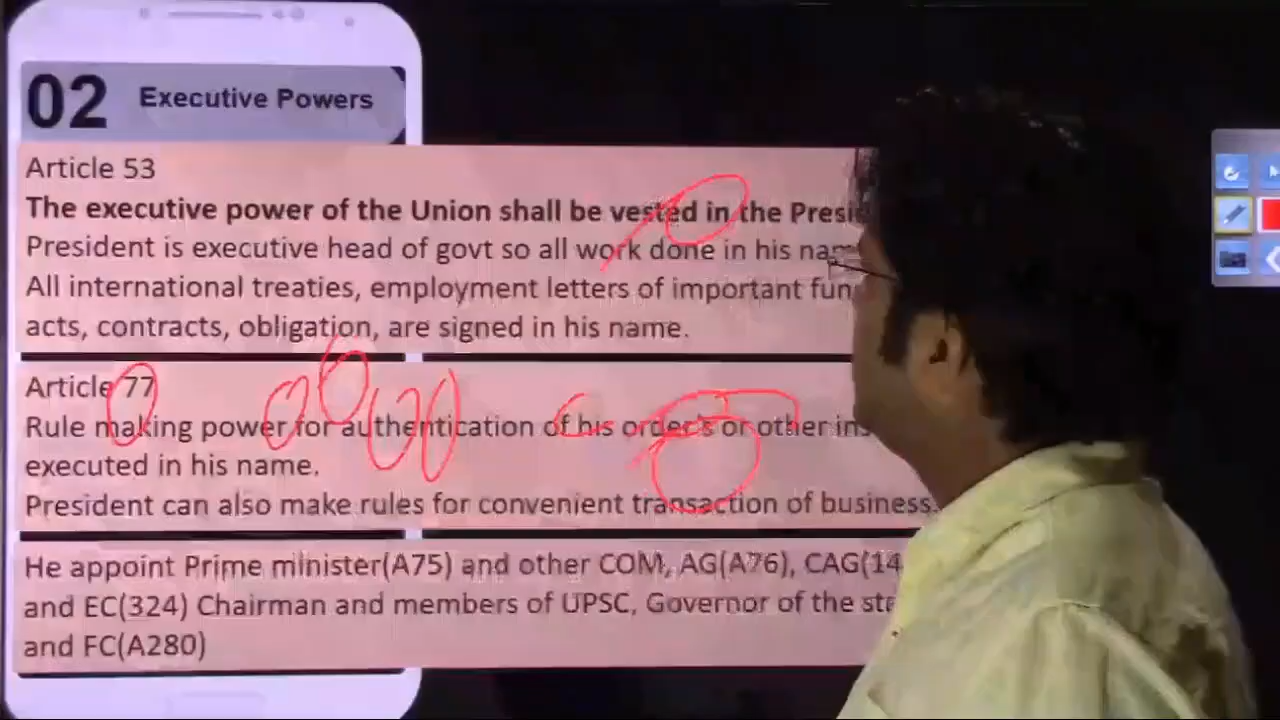 02 Executive Powers
Article 53
The executive power of the Union shall be vested in the
President is executive head of govt so all work done in his
All international treaties, employment letters of important
acts, contracts, obligation, are signed in his name.
Article 77
Rule making power for authentication of his orders or other
executed in his name.
President can also make rules for convenient transaction of business.
He appoint Prime minister(A75) and other COM, AG(A76), CAG(14
and EC(324) Chairman and members of UPSC, Governor of the
and FC(A280)